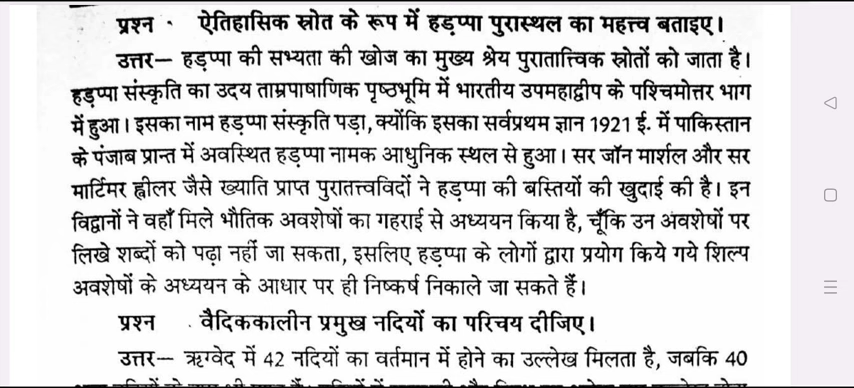 प्रश्न · ऐतिहासिक स्रोत के रूप में हड़प्पा पुरास्थल का महत्त्व बताइए।
उत्तर— हड़प्पा की सभ्यता की खोज का मुख्य श्रेय पुरातात्त्विक स्रोतों को जाता है।
हड़प्पा संस्कृति का उदय ताम्रपाषाणिक पृष्ठभूमि में भारतीय उपमहाद्वीप के पश्चिमोत्तर भाग
में हुआ। इसका नाम हड़प्पा संस्कृति पड़ा, क्योंकि इसका सर्वप्रथम ज्ञान 1921 ई. में पाकिस्तान
के पंजाब प्रान्त में अवस्थित हड़प्पा नामक आधुनिक स्थल से हुआ। सर जॉन मार्शल और सर
मार्टिमर ह्वीलर जैसे ख्याति प्राप्त पुरातत्त्वविदों ने हड़प्पा की बस्तियों की खुदाई की है। इन
विद्वानों ने वहाँ मिले भौतिक अवशेषों का गहराई से अध्ययन किया है, चूँकि उन अवशेषों पर
लिखे शब्दों को पढ़ा नहीं जा सकता, इसलिए हड़प्पा के लोगों द्वारा प्रयोग किये गये शिल्प
अवशेषों के अध्ययन के आधार पर ही निष्कर्ष निकाले जा सकते हैं।
प्रश्न . वैदिककालीन प्रमुख नदियों का परिचय दीजिए।
उत्तर— ऋग्वेद में 42 नदियों का वर्तमान में होने का उल्लेख मिलता है, जबकि 40